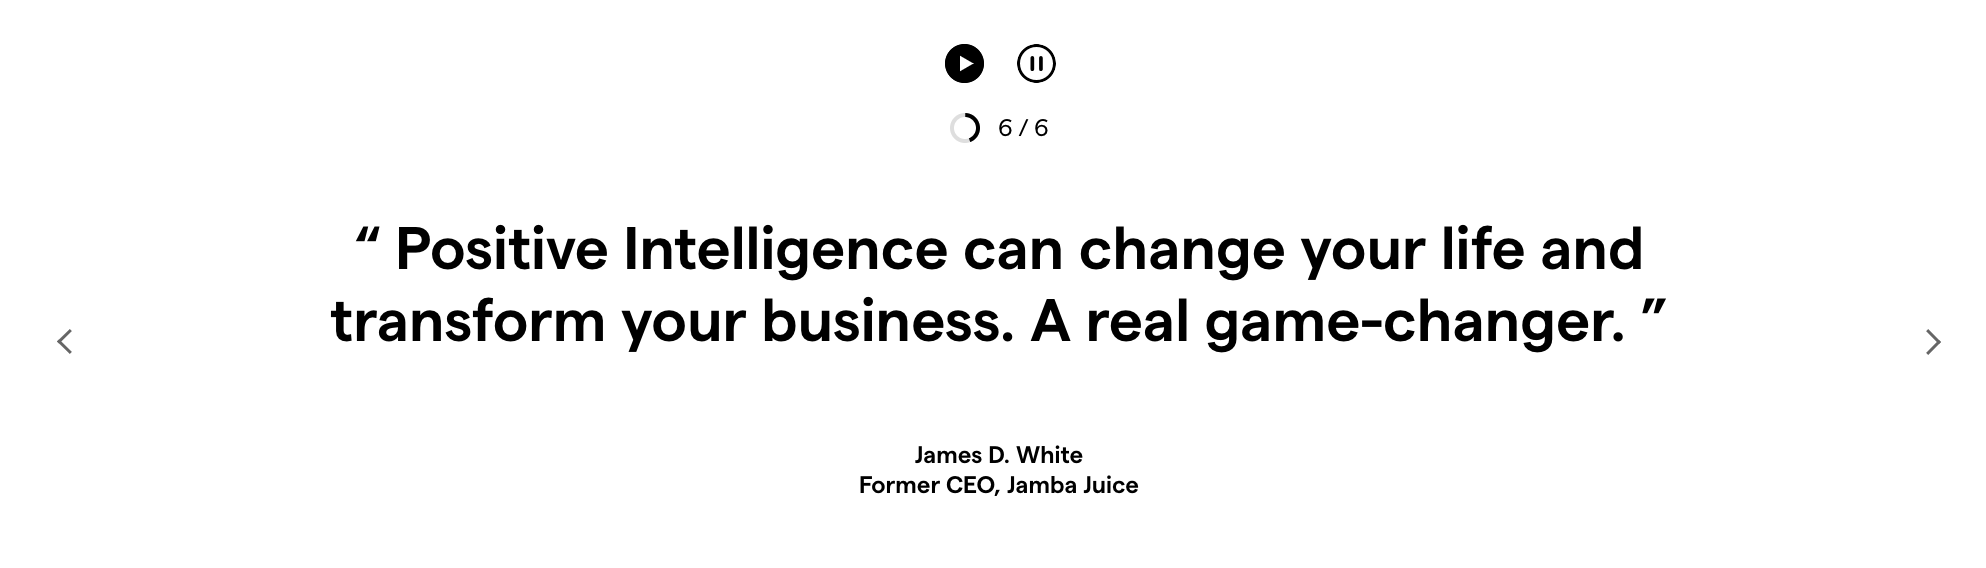 6 / 6
“ Positive Intelligence can change your life and
transform your business. A real game-changer. ”
James D. White
Former CEO, Jamba Juice